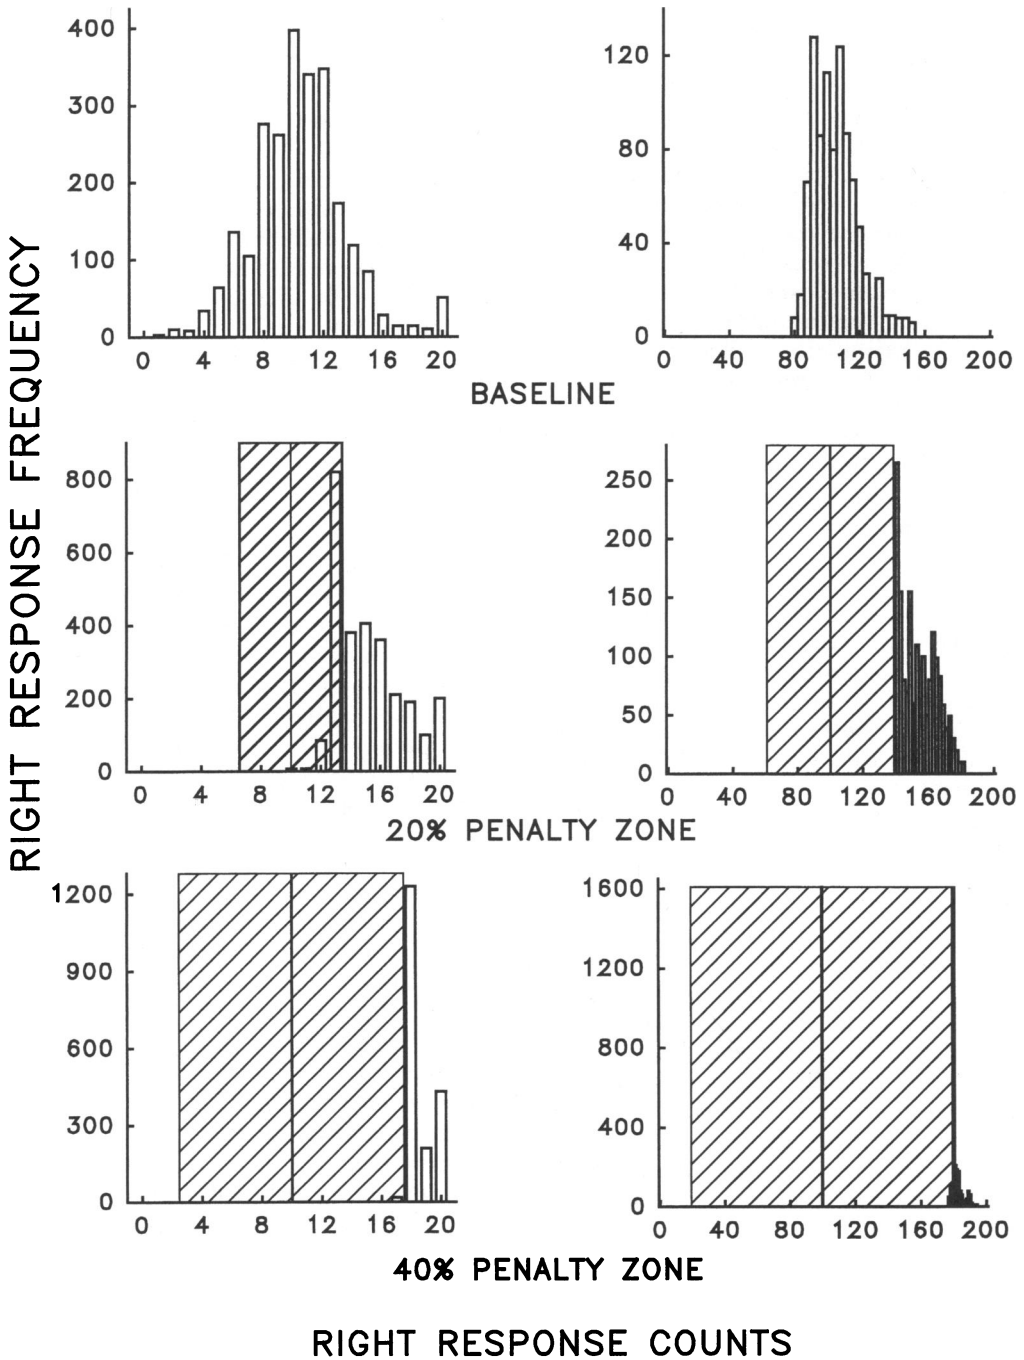 RIGHT RESPONSE FREQUENCY
400
300
200
100
0
0 4 8 12 16 20
120
80
40
0
0 40 80 120 160 200
BASELINE
800
600
400
200
0
0 4 8 12 16 20
250
200
150
100
50
0
0 40 80 120 160 200
20% PENALTY ZONE
1200
900
600
300
0
0 4 8 12 16 20
1600
1200
800
400
0
0 40 80 120 160 200
40% PENALTY ZONE
RIGHT RESPONSE COUNTS